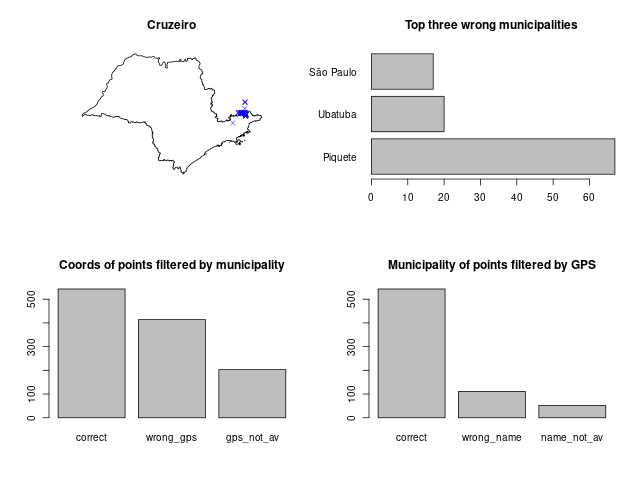 Cruzeiro
Top three wrong municipalities
São Paulo
Ubatuba
Piquete
0 10 20 30 40 50 60
Coords of points filtered by municipality
500
300
100
0
correct wrong_gps gps_not_av
Municipality of points filtered by GPS
500
300
100
0
correct wrong_name name_not_av